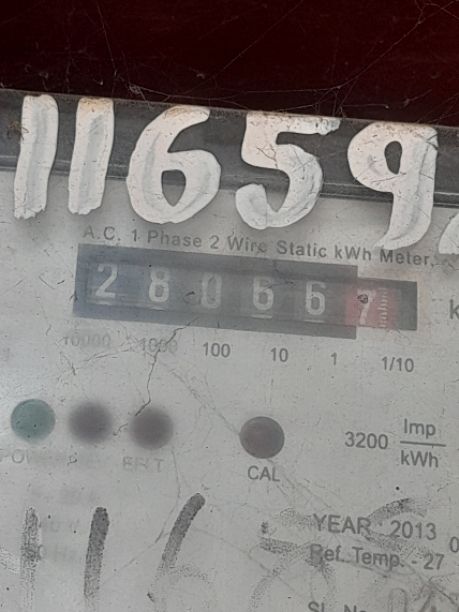 11659
A.C. 1 Phase 2 Wire Static kWh Meter.
2 8 0 6 6 7
10000 1000 100 10 1 1/10
3200 Imp/kWh
CAL
YEAR : 2013
Ref. Temp. - 27